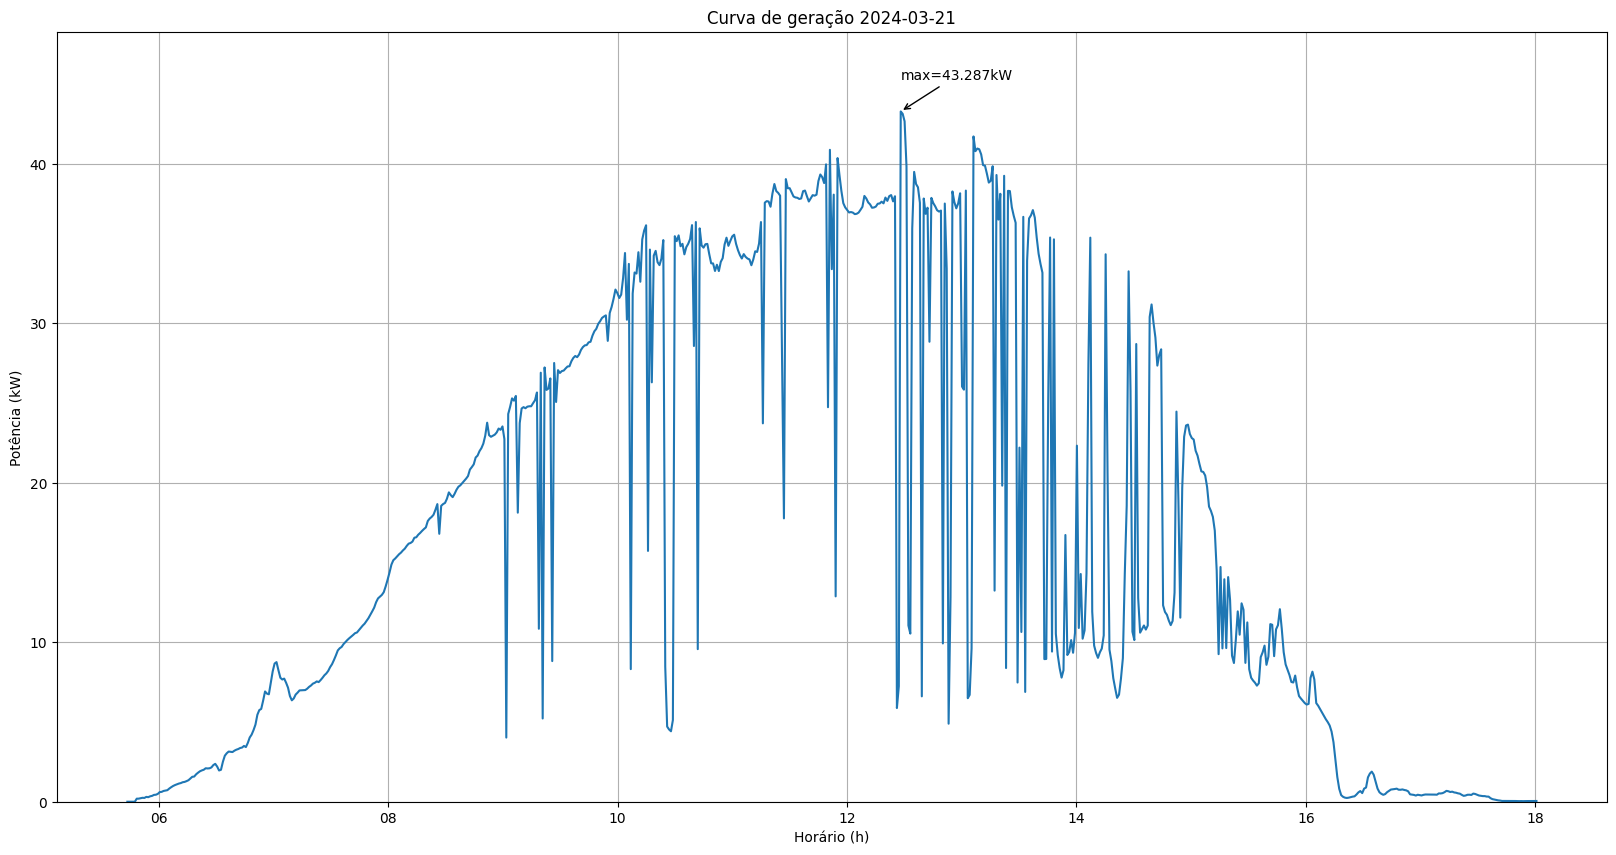 Curva de geração 2024-03-21
max=43.287kW
Potência (kW)
40
30
20
10
0
06 08 10 12 14 16 18
Horário (h)